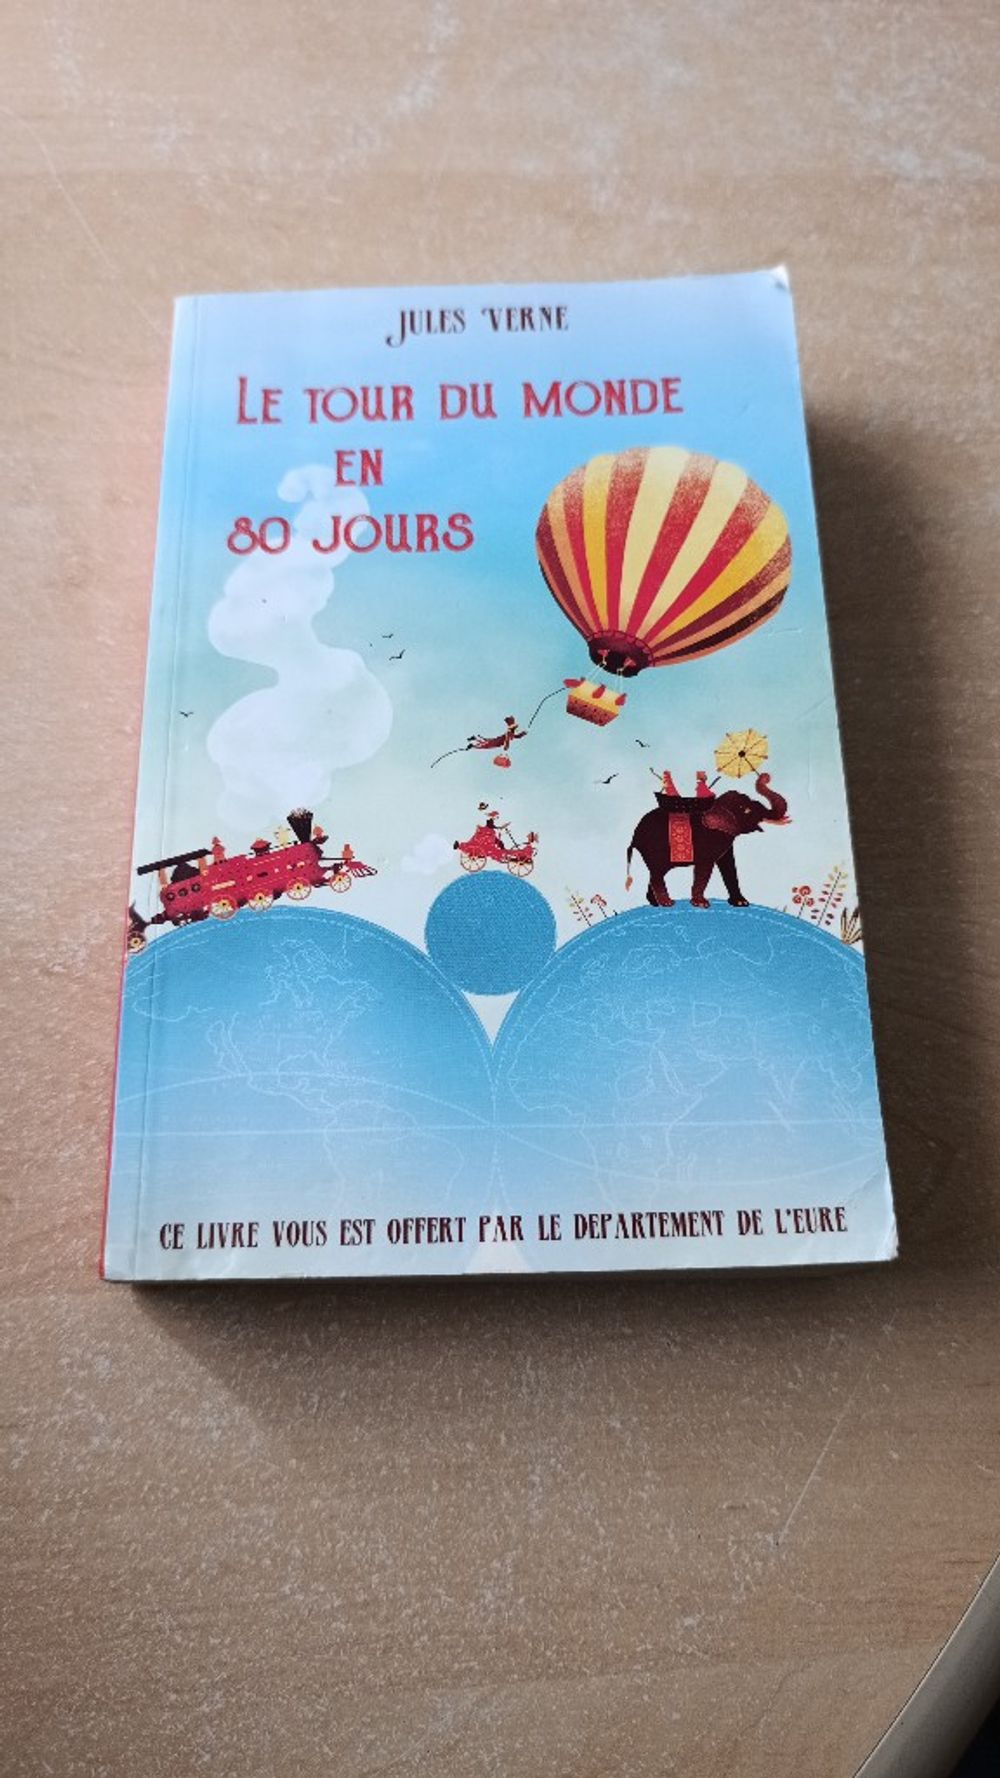 JULES VERNE
LE TOUR DU MONDE
EN
80 JOURS
CE LIVRE VOUS EST OFFERT PAR LE DEPARTEMENT DE L'EURE